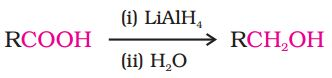 RCOOH (i) LiAlH₄ (ii) H₂O → RCH₂OH